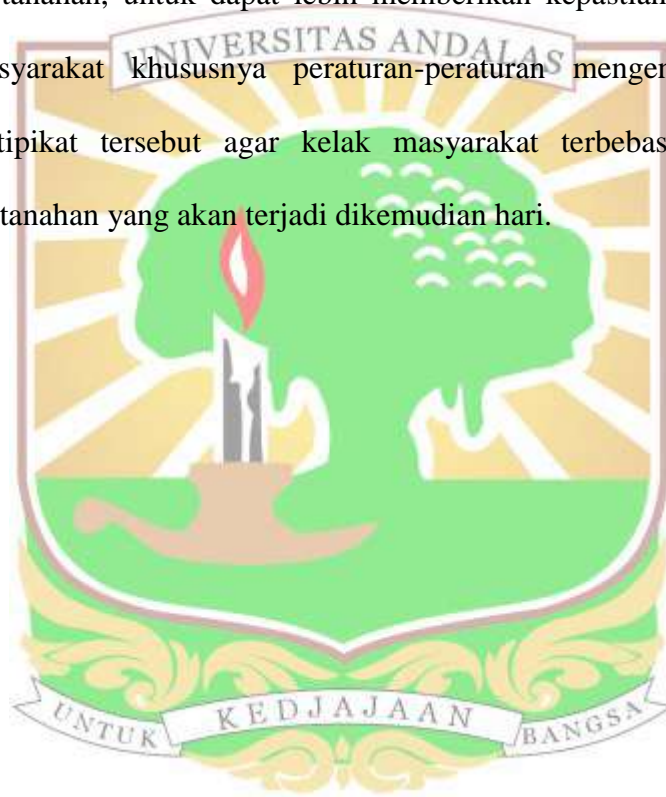 tanahan, untuk dapat lebih memberikan kepastian
UNIVERSITAS ANDALAS
syarakat khususnya peraturan-peraturan mengen
tipikat tersebut agar kelak masyarakat terbebas
tanahan yang akan terjadi dikemudian hari.
UNTUK KEDJAJAAN BANGSA